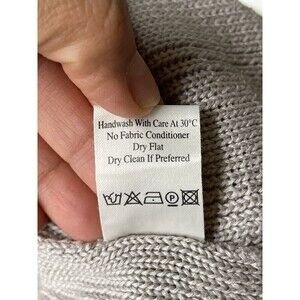 Handwash With Care At 30°C
No Fabric Conditioner
Dry Flat
Dry Clean If Preferred
P